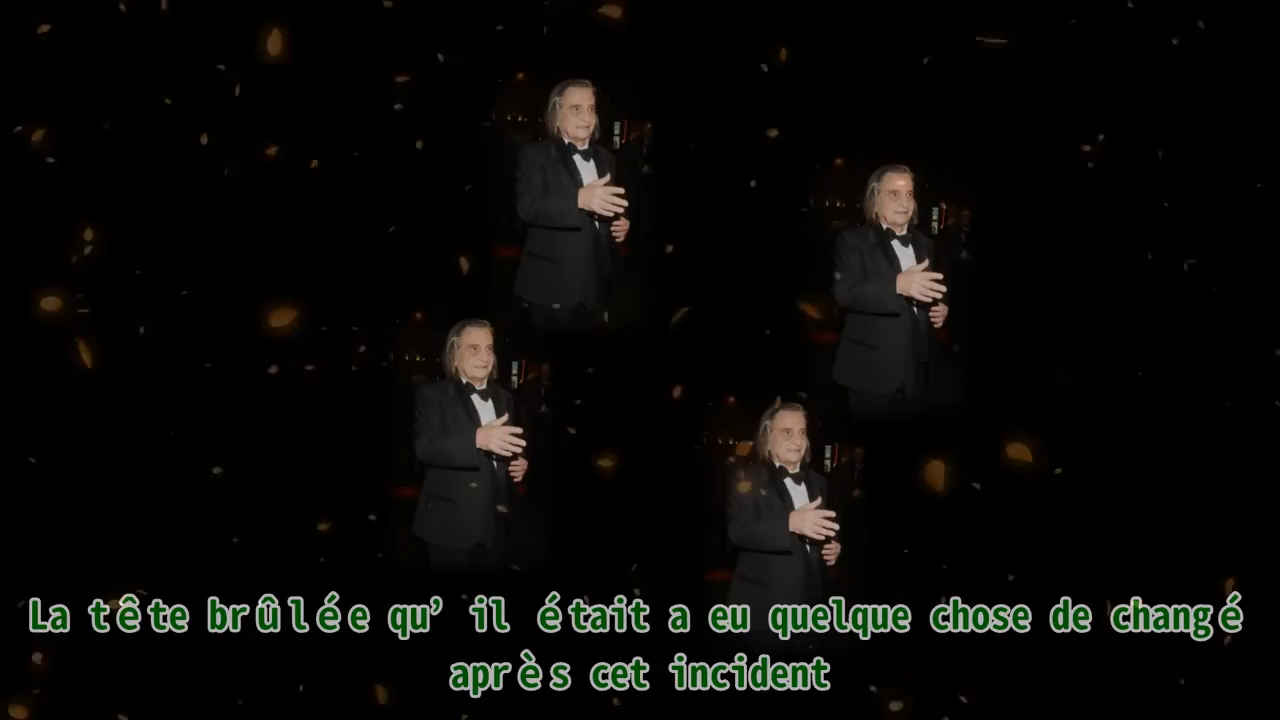 La tête brûlée qu’ il était a eu quelque chose de changé
après cet incident